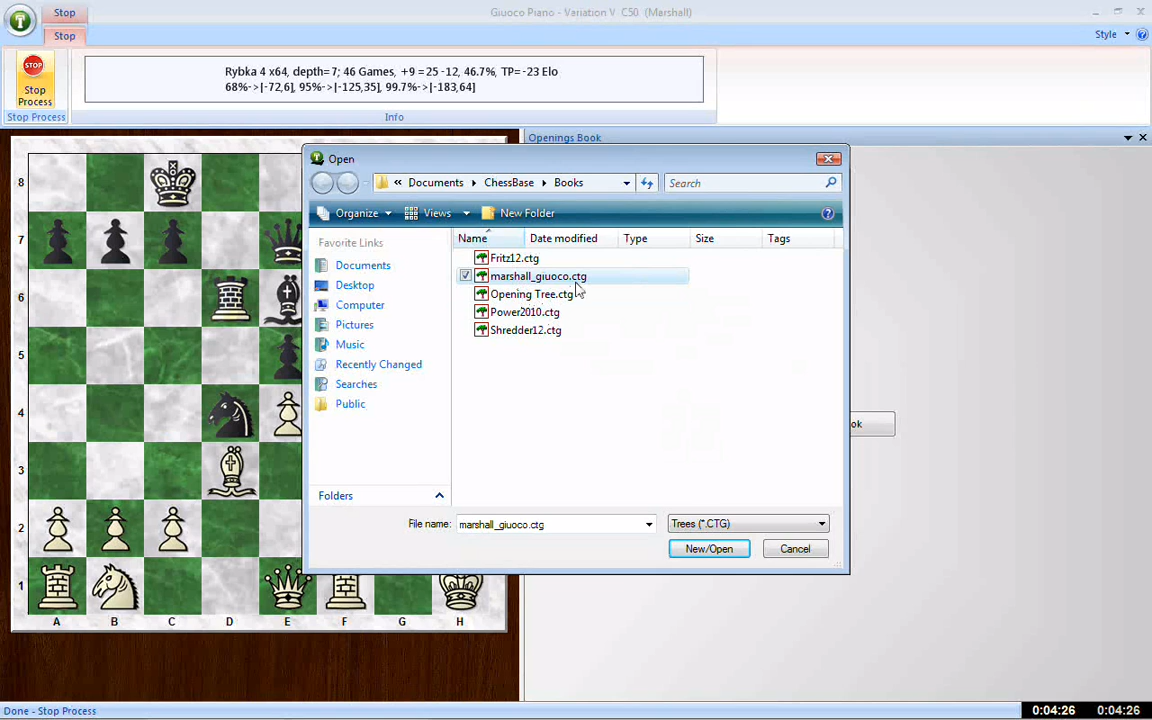 Stop
Giuoco Piano - Variation V C50 (Marshall)
Stop
Style
STOP
Stop
Process
Rybka 4 x64, depth=7; 46 Games, +9 =25 -12, 46.7%, TP= -23 Elo
68%->[-72,6], 95%->[-125,35], 99.7%->[-183,64]
Stop Process
Info
Openings Book
Open
« Documents ChessBase Books
Search
Organize Views New Folder
Favorite Links
Documents
Desktop
Computer
Pictures
Music
Recently Changed
Searches
Public
Folders
Name Date modified Type Size Tags
Fritz12.ctg
marshall_giuoco.ctg
Opening Tree.ctg
Power2010.ctg
Shredder12.ctg
File name: marshall_giuoco.ctg
Trees (*.CTG)
New/Open Cancel
ok
8
7
6
5
4
3
2
1
A B C D E F G H
Done - Stop Process
0:04:26 0:04:26